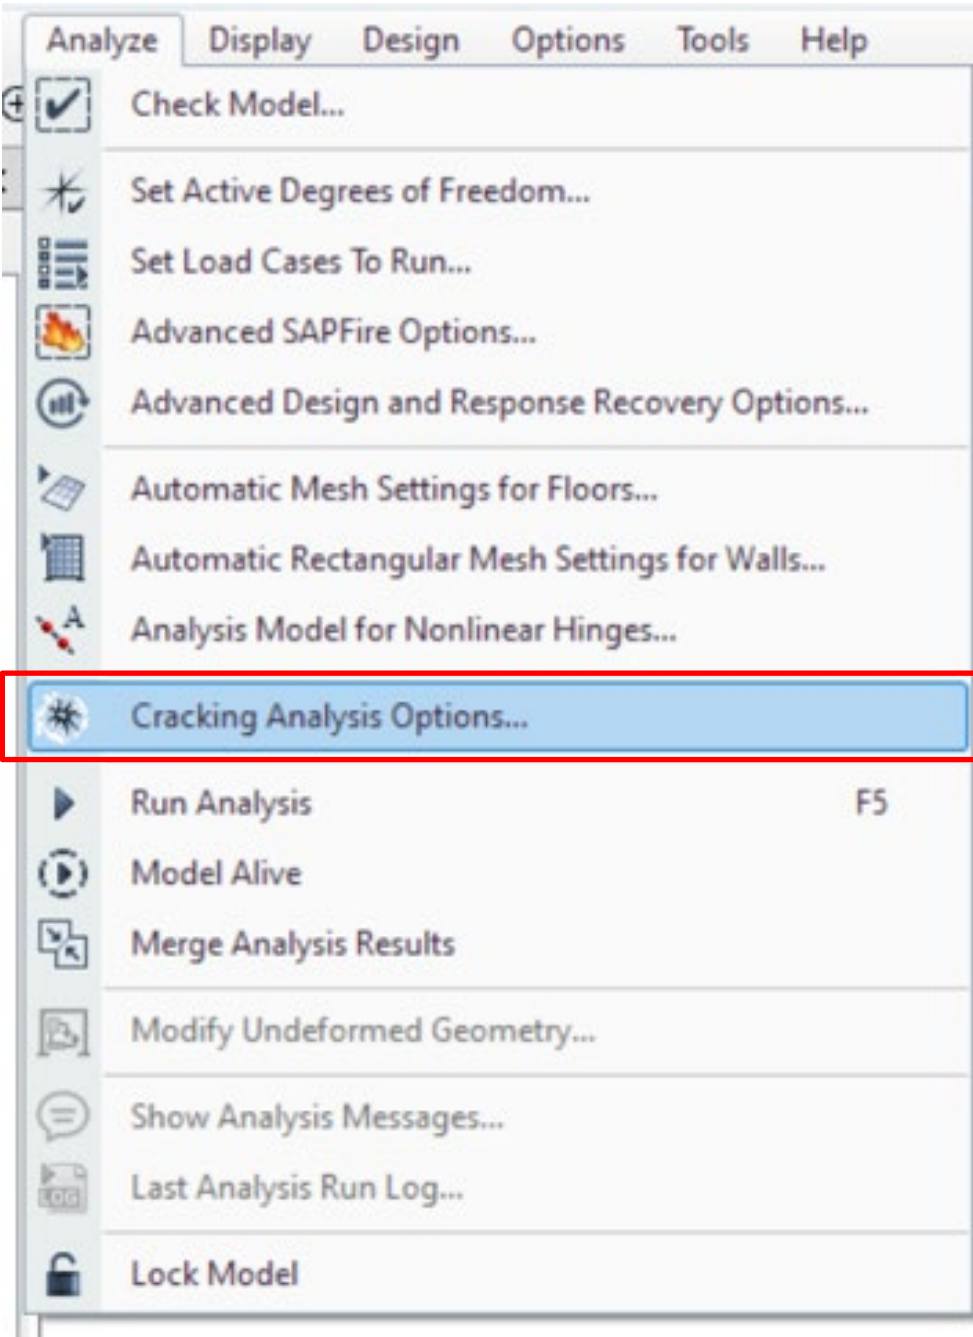 Analyze Display Design Options Tools Help
Check Model...
Set Active Degrees of Freedom...
Set Load Cases To Run...
Advanced SAPFire Options...
Advanced Design and Response Recovery Options...
Automatic Mesh Settings for Floors...
Automatic Rectangular Mesh Settings for Walls...
A
Analysis Model for Nonlinear Hinges...
Cracking Analysis Options...
Run Analysis F5
Model Alive
Merge Analysis Results
Modify Undeformed Geometry...
Show Analysis Messages...
LOG
Last Analysis Run Log...
Lock Model